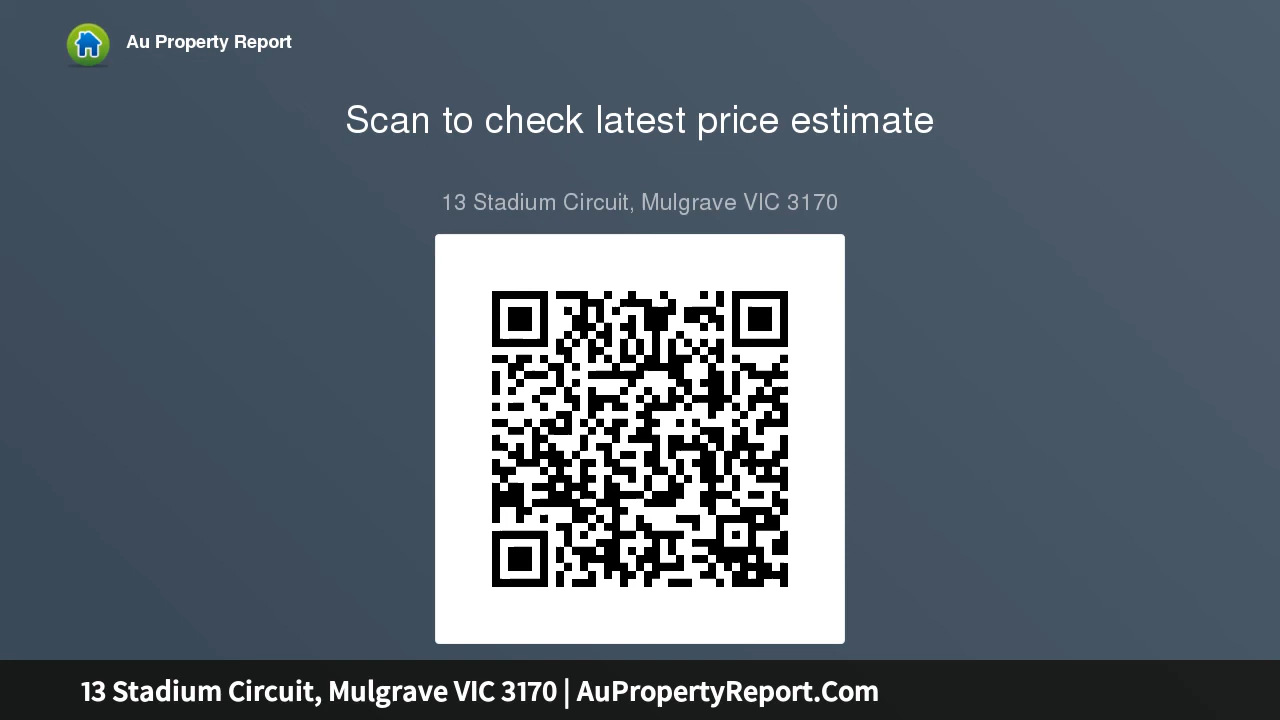 Au Property Report
Scan to check latest price estimate
13 Stadium Circuit, Mulgrave VIC 3170
13 Stadium Circuit, Mulgrave VIC 3170 | AuPropertyReport.Com